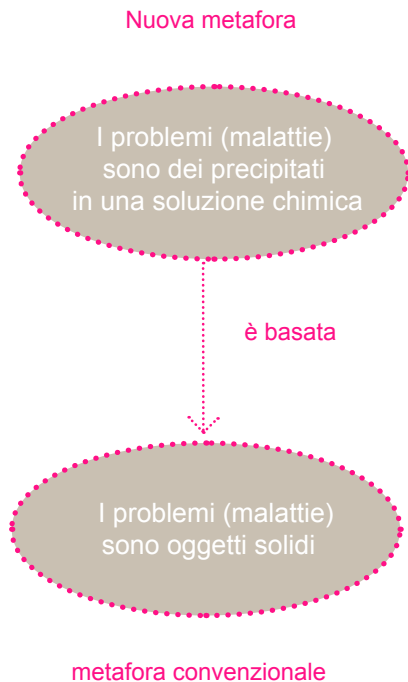 Nuova metafora
I problemi (malattie)
sono dei precipitati
in una soluzione chimica
è basata
I problemi (malattie)
sono oggetti solidi
metafora convenzionale